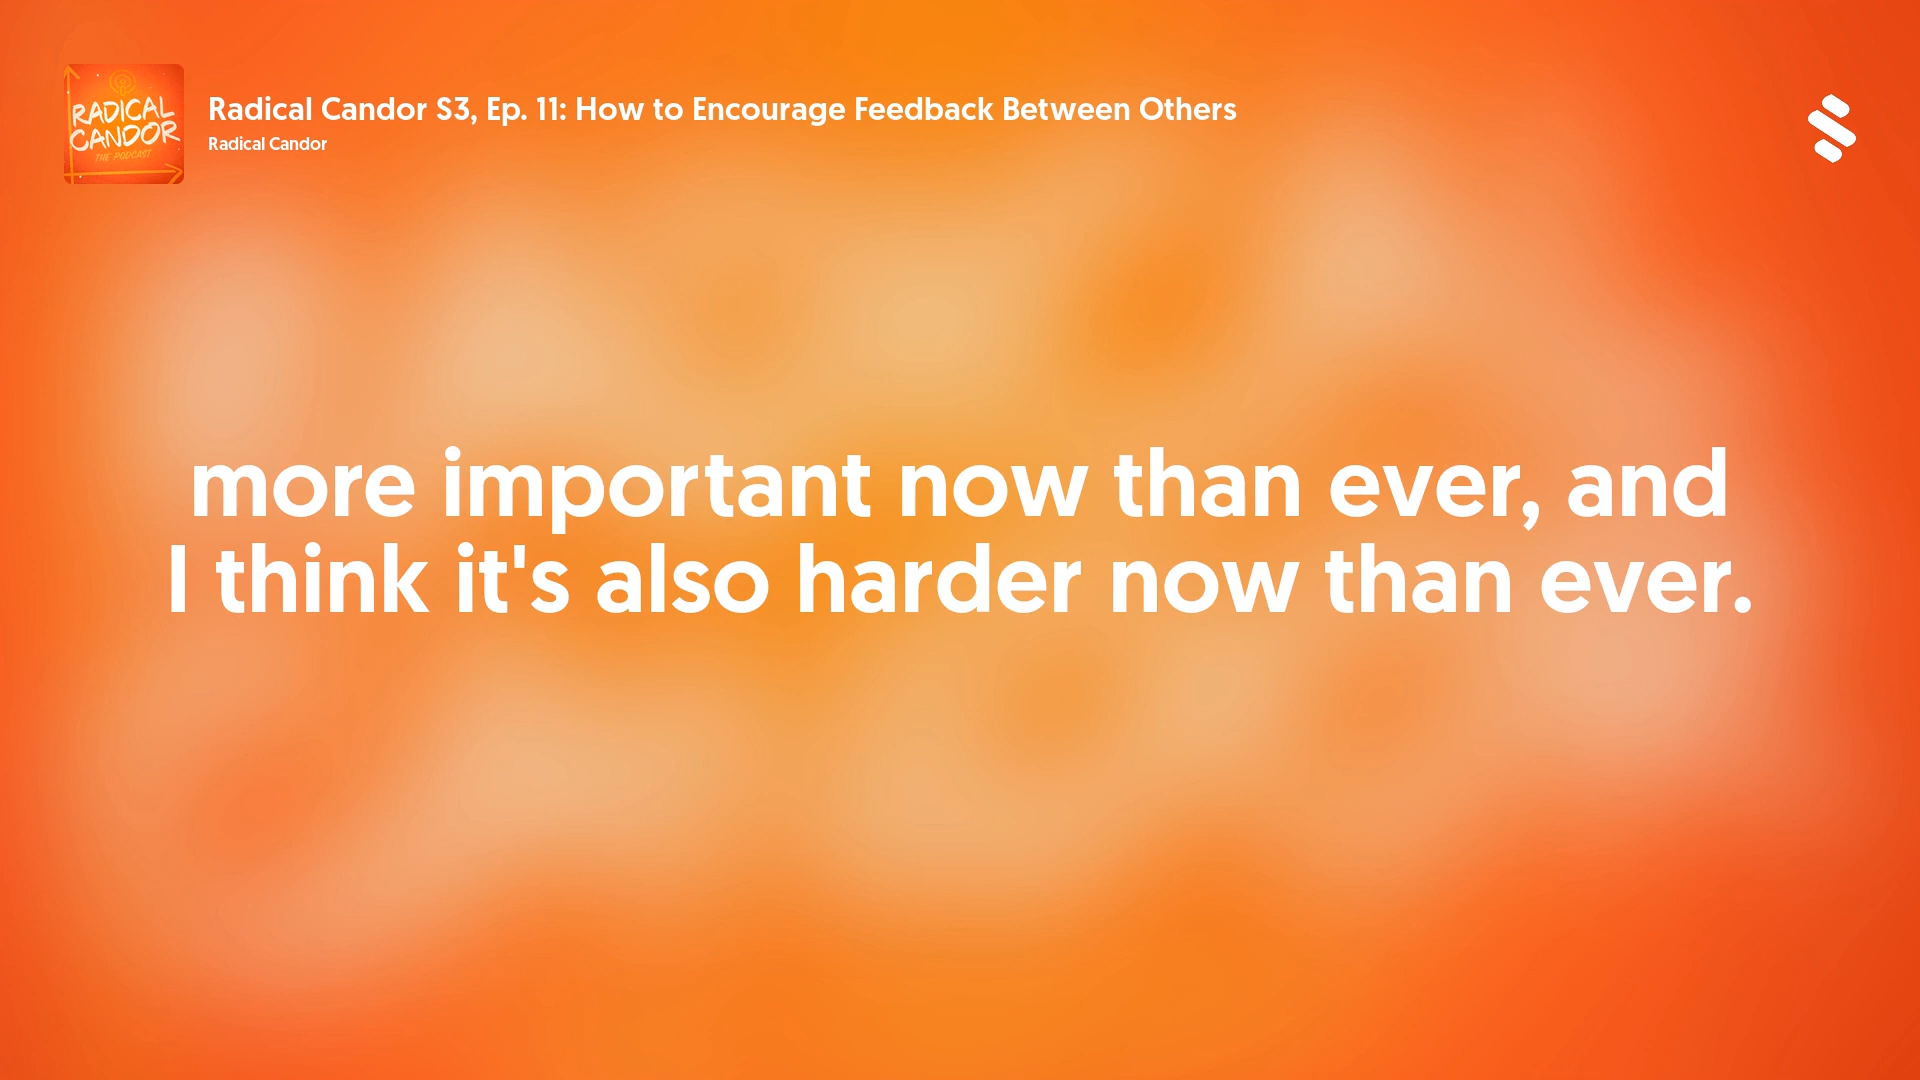 RADICAL
CANDOR
THE PODCAST
Radical Candor S3, Ep. 11: How to Encourage Feedback Between Others
Radical Candor
more important now than ever, and
I think it's also harder now than ever.